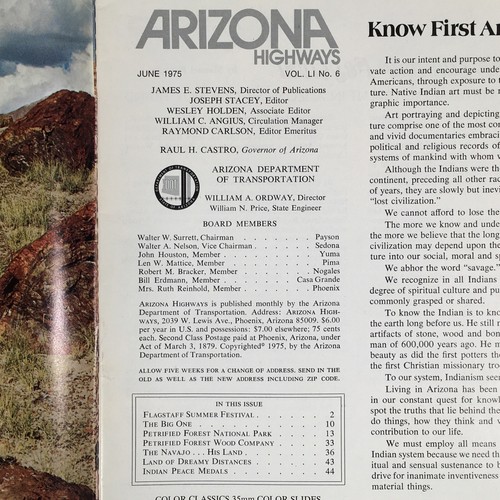 ARIZONA
HIGHWAYS
JUNE 1975 VOL. LI No. 6
JAMES E. STEVENS, Director of Publications
JOSEPH STACEY, Editor
WESLEY HOLDEN, Associate Editor
WILLIAM C. ANGIUS, Circulation Manager
RAYMOND CARLSON, Editor Emeritus
RAUL H. CASTRO, Governor of Arizona
ARIZONA DEPARTMENT
OF TRANSPORTATION
WILLIAM A. ORDWAY, Director
William N. Price, State Engineer
BOARD MEMBERS
Walter W. Surrett, Chairman . . . . . . . Payson
Walter A. Nelson, Vice Chairman . . . . . . Sedona
John Houston, Member . . . . . . . . . Yuma
Len W. Mattice, Member . . . . . . . . . Pima
Robert M. Bracker, Member . . . . . . . Nogales
Bill Erdmann, Member . . . . . . . Casa Grande
Mrs. Ruth Reinhold, Member . . . . . . . Phoenix
ARIZONA HIGHWAYS is published monthly by the Arizona
Department of Transportation. Address: ARIZONA HIGH-
WAYS, 2039 W. Lewis Ave., Phoenix, Arizona 85009. $6.00
per year in U.S. and possessions: $7.00 elsewhere; 75 cents
each. Second Class Postage paid at Phoenix, Arizona, under
Act of March 3, 1879. Copyrighted© 1975, by the Arizona
Department of Transportation.
ALLOW FIVE WEEKS FOR A CHANGE OF ADDRESS. SEND IN THE
OLD AS WELL AS THE NEW ADDRESS INCLUDING ZIP CODE.
IN THIS ISSUE
FLAGSTAFF SUMMER FESTIVAL . . . . . . . 2
THE BIG ONE . . . . . . . . . . . . 10
PETRIFIED FOREST NATIONAL PARK . . . . . 13
PETRIFIED FOREST WOOD COMPANY . . . . . 33
THE NAVAJO . . . HIS LAND . . . . . . . 36
LAND OF DREAMY DISTANCES . . . . . . . 43
INDIAN PEACE MEDALS . . . . . . . . . 44
COLOR CLASSICS 35mm COLOR SLIDES
Know First Am
It is our intent and purpose to
vate action and encourage under
Americans, through exposure to t
ture. Native Indian art must be r
graphic importance.
Art portraying and depicting
ture comprise one of the most con
and vivid documentaries embracin
political and religious records of
systems of mankind with whom w
Although the Indians were th
continent, preceding all other rac
of years, they are slowly but inevi
"lost civilization."
We cannot afford to lose the
The more we know and under
the more we believe that the long
civilization may depend upon the
ture into our social, moral and sp
We abhor the word "savage."
We recognize in all Indians
degree of spiritual culture and pu
commonly grasped or shared.
To know the Indian is to know
the earth long before us. He still r
artifacts of stone, wood and bon
man of 600,000 years ago. He m
beauty as did the first potters the
the first Christian missionary tro
To our system, Indianism seem
Living in Arizona has been
in our constant quest for knowl
spot the truths that lie behind the
do things, how they think and v
contribution to our life.
We must employ all means
Indian system because we need th
itual and sensual sustenance to
drive for inanimate inventiveness
material things.